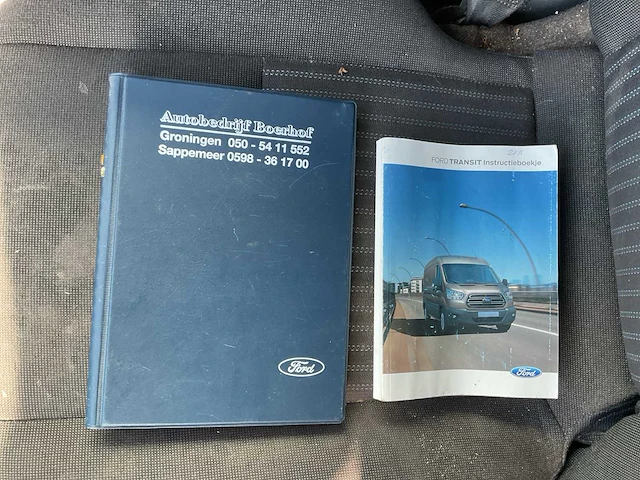 Autobedrijf Boerhof
Groningen 050 - 54 11 552
Sappemeer 0598 - 36 17 00
Ford
FORD TRANSIT Instructieboekje
Ford